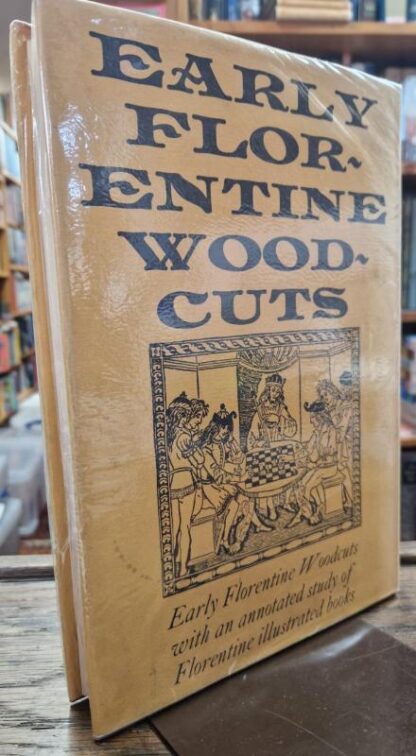 EARLY
FLOR-
ENTINE
WOOD-
CUTS
Early Florentine Woodcuts
with an annotated study of
Florentine illustrated books